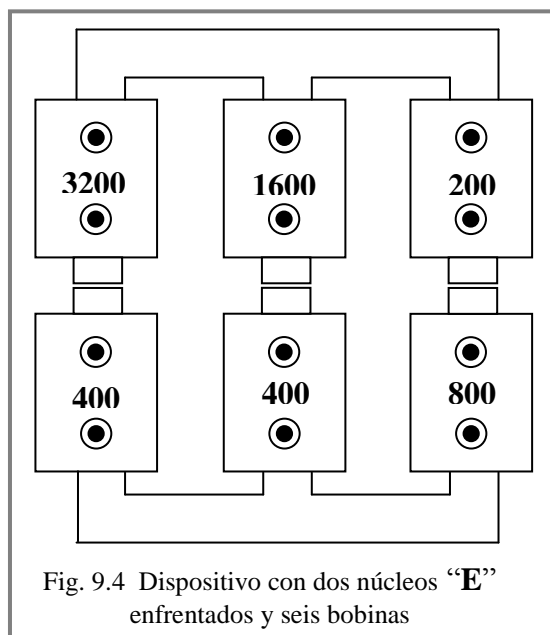 3200 1600 200
400 400 800
Fig. 9.4 Dispositivo con dos núcleos “E”
enfrentados y seis bobinas